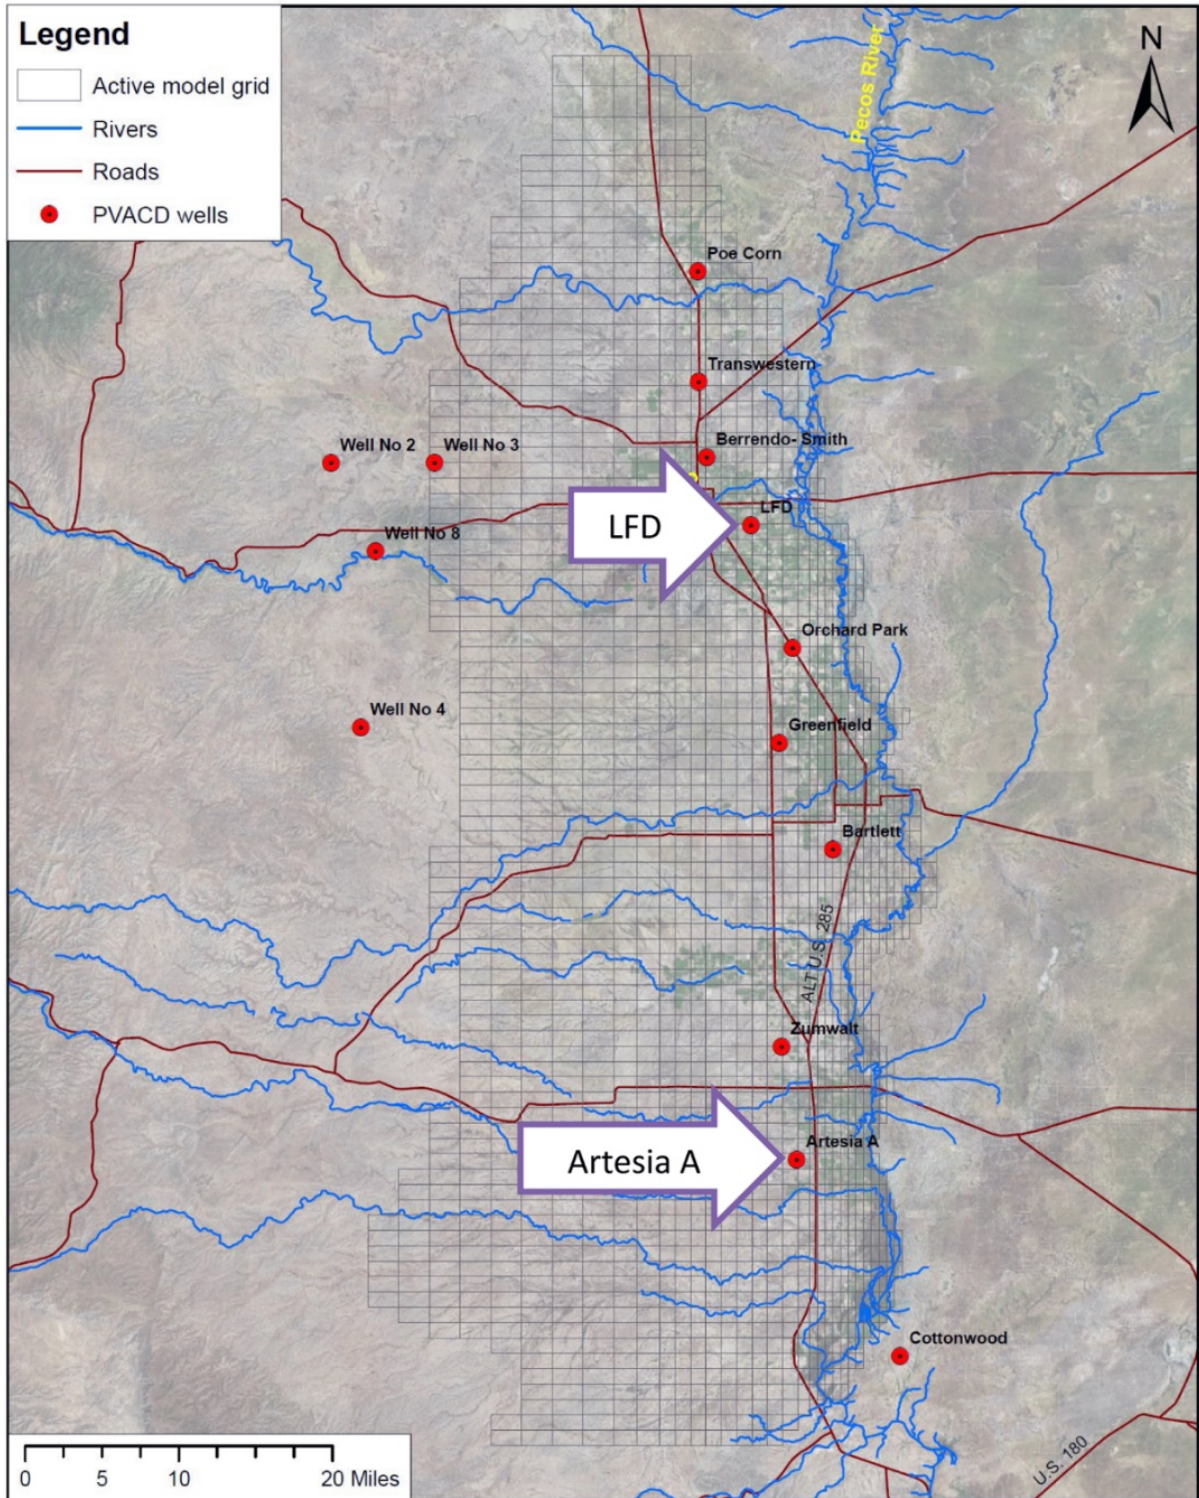 Legend
Active model grid
Rivers
Roads
PVACD wells
N
Pecos River
Poe Corn
Transwestern
Berrendo- Smith
Well No 2
Well No 3
LFD
LFD
Well No 8
Orchard Park
Well No 4
Greenfield
Bartlett
ALT U.S. 285
Zumwalt
Artesia A
Artesia A
Cottonwood
U.S. 180
0 5 10 20 Miles